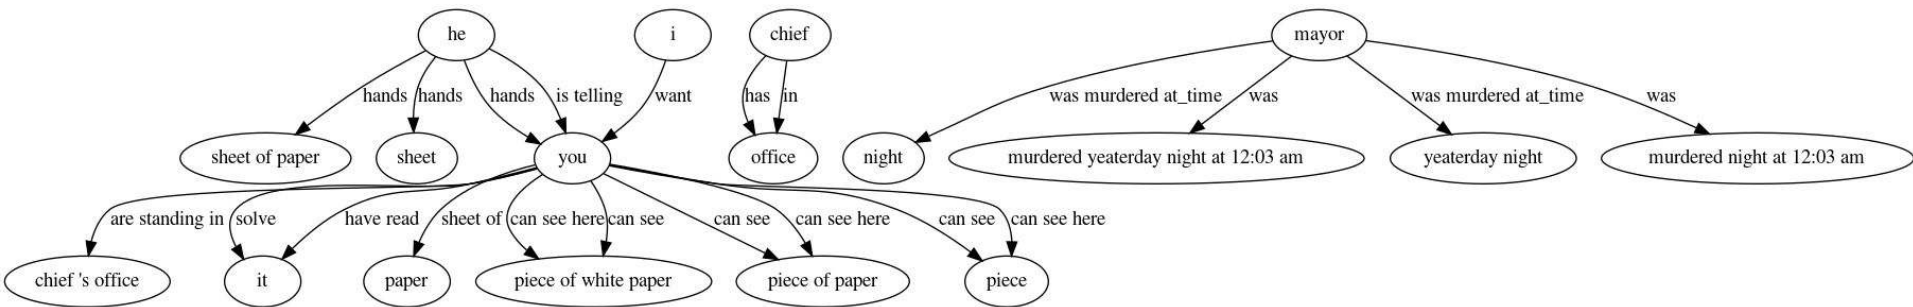 he i chief mayor
hands hands hands is telling want has in was murdered at_time was was murdered at_time was
sheet of paper sheet you office night murdered yeaterday night at 12:03 am yeaterday night murdered night at 12:03 am
are standing in solve have read sheet of can see here can see can see can see here can see can see here
chief 's office it paper piece of white paper piece of paper piece